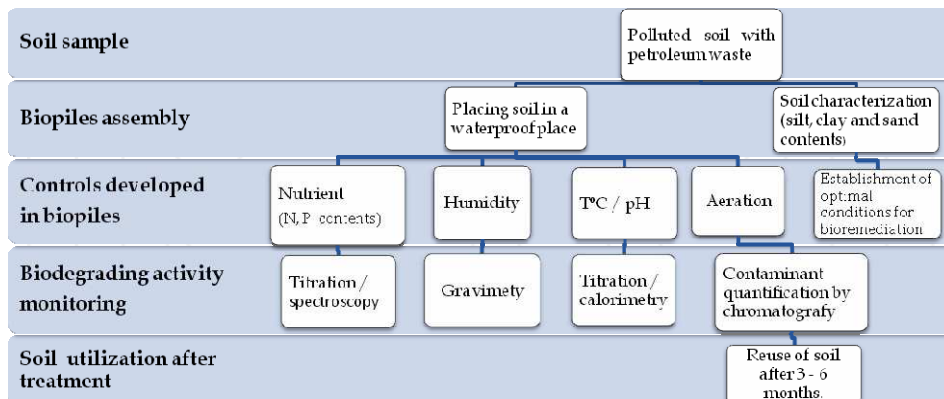 Soil sample
Polluted soil with
petroleum waste
Biopiles assembly
Placing soil in a
waterproof place
Soil characterization
(silt, clay and sand
contents)
Controls developed
in biopiles
Nutrient
(N, P contents)
Humidity
TºC / pH
Aeration
Establishment of
optimal
conditions for
bioremediation
Biodegrading activity
monitoring
Titration /
spectroscopy
Gravimety
Titration /
calorimetry
Contaminant
quantification by
chromatografy
Soil utilization after
treatment
Reuse of soil
after 3 - 6
months.